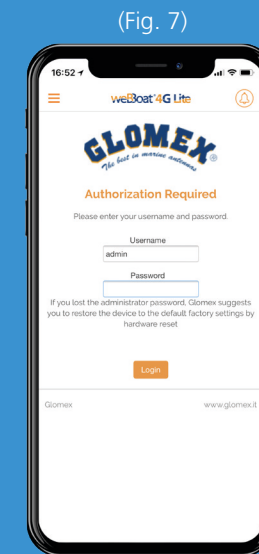 (Fig. 7)
16:52
weBBoat 4G Lite
GLOMEX®
The best in marine antennas
Authorization Required
Please enter your username and password.
Username
admin
Password
If you lost the administrator password, Glomex suggests
you to restore the device to the default factory settings by
hardware reset
Login
Glomex www.glomex.it